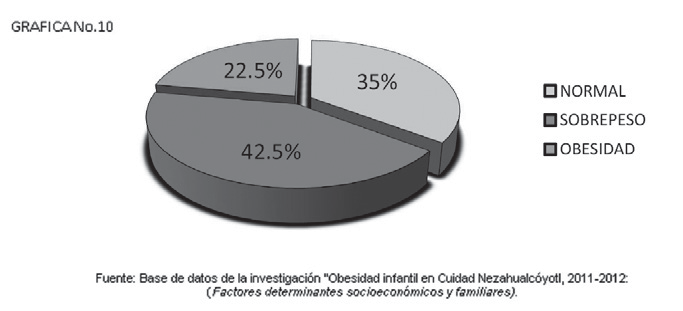 GRAFICA No.10
22.5%
35%
42.5%
NORMAL
SOBREPESO
OBESIDAD
Fuente: Base de datos de la investigación "Obesidad infantil en Cuidad Nezahualcóyotl, 2011-2012:
(Factores determinantes socioeconómicos y familiares).